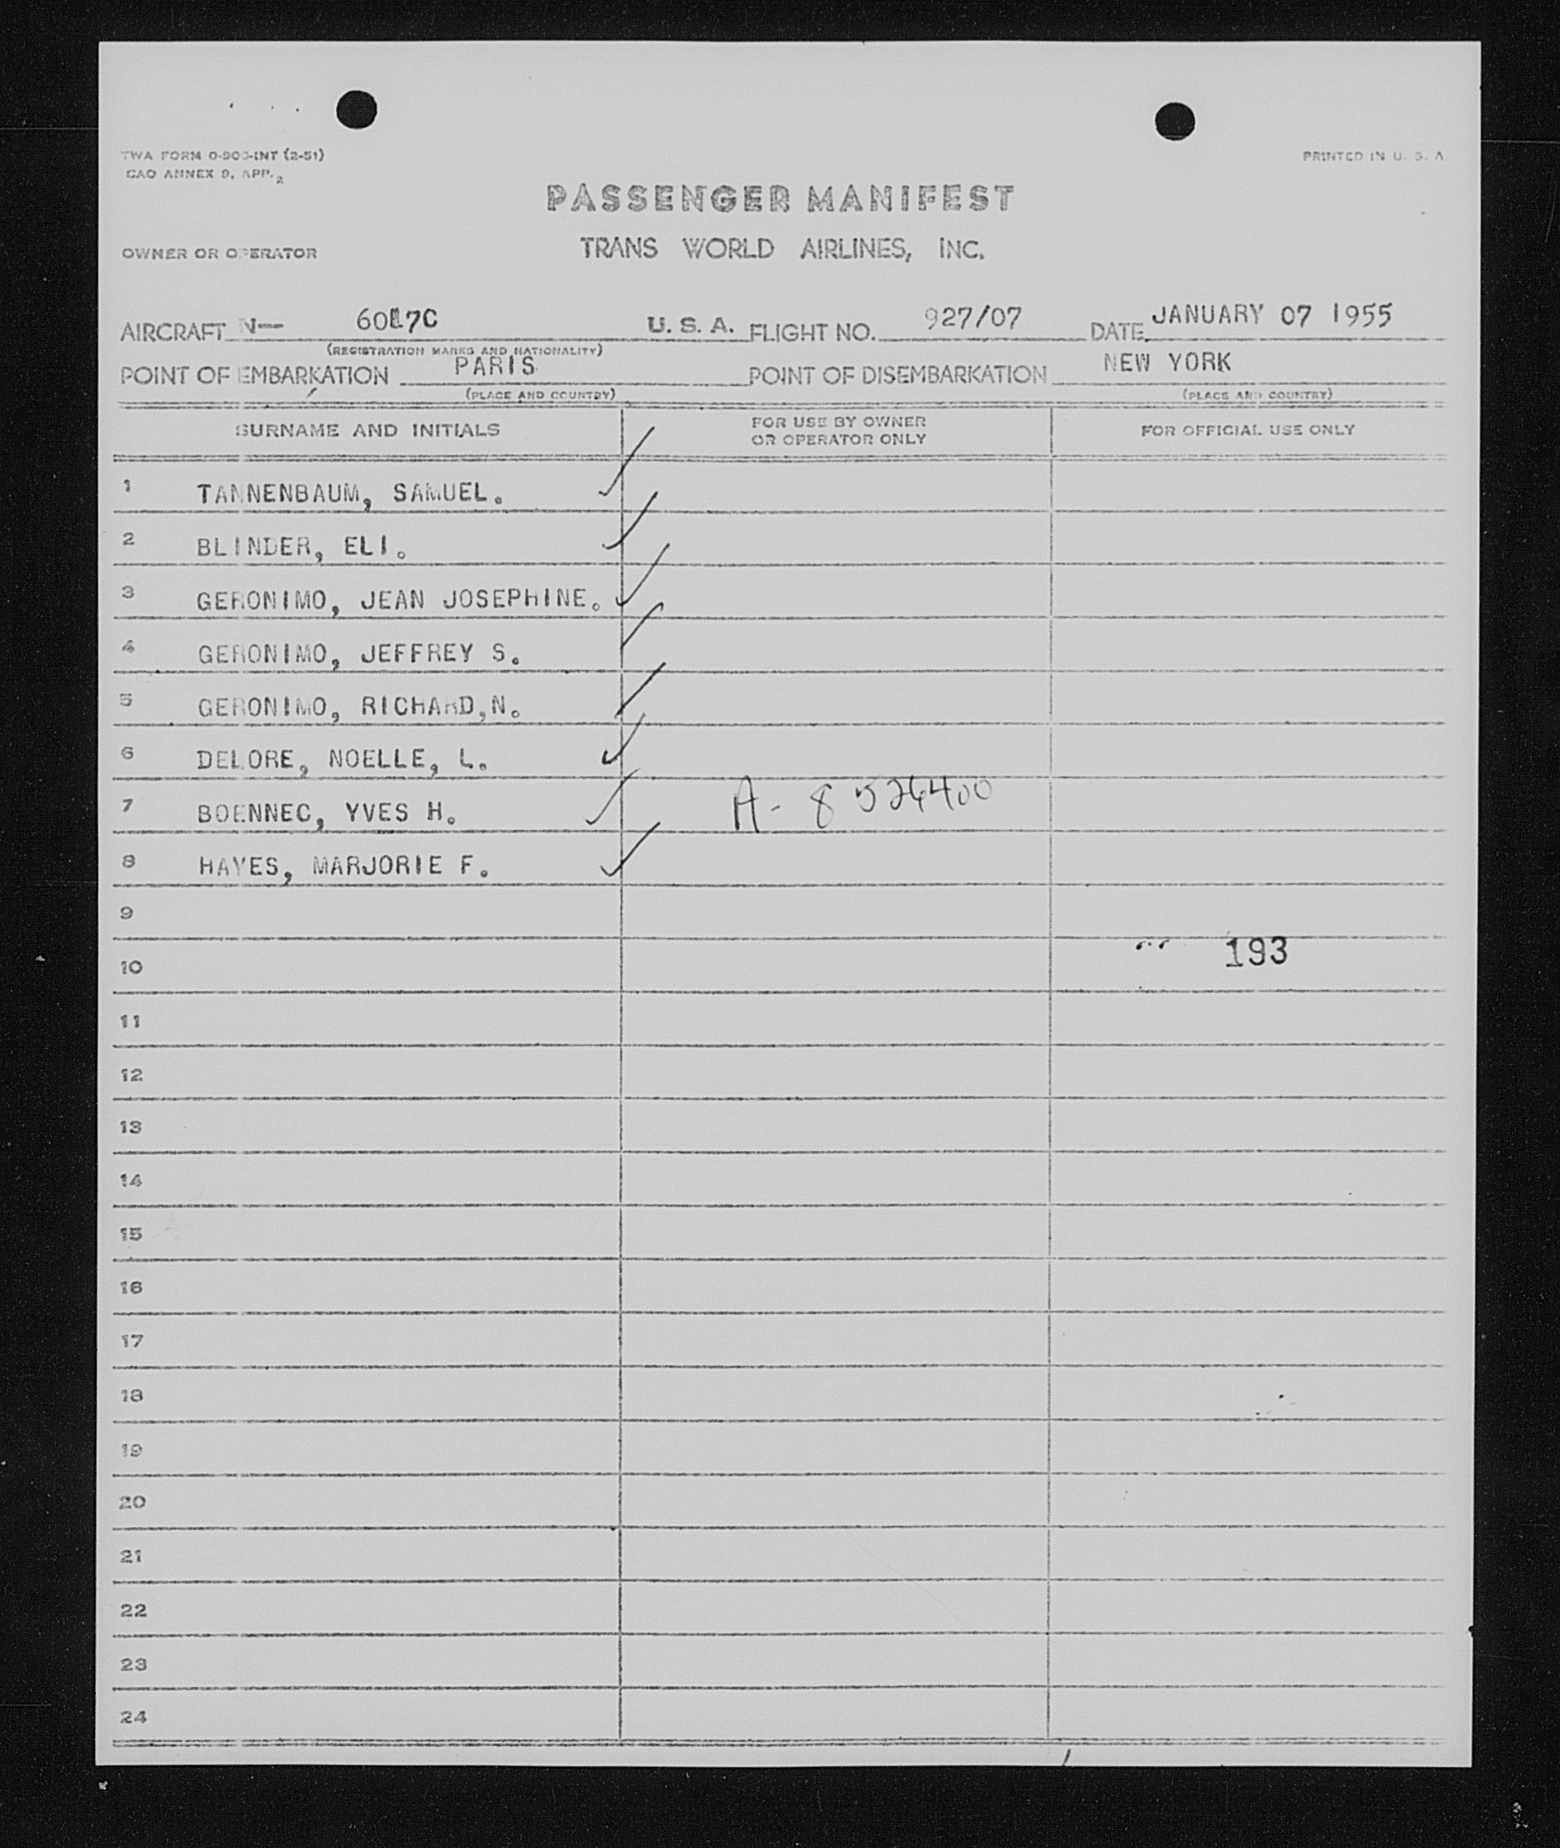 TWA FORM O-900-INT (2-51)
CAO ANNEX 9, APP. 2
PRINTED IN U. S. A
PASSENGER MANIFEST
OWNER OR OPERATOR
TRANS WORLD AIRLINES, INC.
AIRCRAFT N— 6017C U. S. A. FLIGHT NO. 927/07 DATE JANUARY 07 1955
(REGISTRATION MARKS AND NATIONALITY)
POINT OF EMBARKATION PARIS POINT OF DISEMBARKATION NEW YORK
(PLACE AND COUNTRY) (PLACE AND COUNTRY)
SURNAME AND INITIALS
FOR USE BY OWNER
OR OPERATOR ONLY
FOR OFFICIAL USE ONLY
1 TANNENBAUM, SAMUEL.
2 BLINDER, ELI.
3 GERONIMO, JEAN JOSEPHINE.
4 GERONIMO, JEFFREY S.
5 GERONIMO, RICHARD,N.
6 DELORE, NOELLE, L.
7 BOENNEC, YVES H. A- 8 526400
8 HAYES, MARJORIE F.
9
10 193
11
12
13
14
15
16
17
18
19
20
21
22
23
24